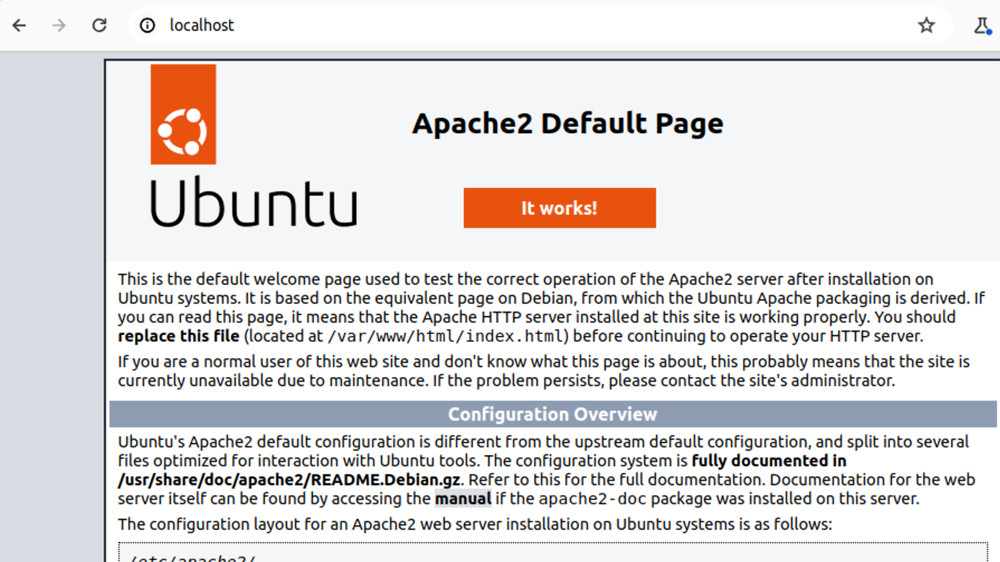 localhost
Apache2 Default Page
Ubuntu
It works!
This is the default welcome page used to test the correct operation of the Apache2 server after installation on
Ubuntu systems. It is based on the equivalent page on Debian, from which the Ubuntu Apache packaging is derived. If
you can read this page, it means that the Apache HTTP server installed at this site is working properly. You should
replace this file (located at /var/www/html/index.html) before continuing to operate your HTTP server.
If you are a normal user of this web site and don't know what this page is about, this probably means that the site is
currently unavailable due to maintenance. If the problem persists, please contact the site's administrator.
Configuration Overview
Ubuntu's Apache2 default configuration is different from the upstream default configuration, and split into several
files optimized for interaction with Ubuntu tools. The configuration system is fully documented in
/usr/share/doc/apache2/README.Debian.gz. Refer to this for the full documentation. Documentation for the web
server itself can be found by accessing the manual if the apache2-doc package was installed on this server.
The configuration layout for an Apache2 web server installation on Ubuntu systems is as follows:
/etc/apache2/